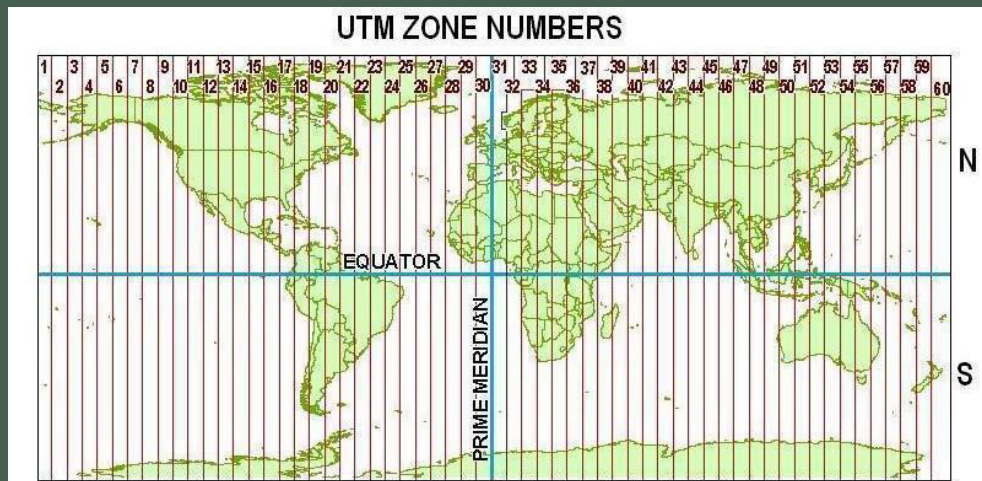 UTM ZONE NUMBERS
1 3 5 7 9 11 13 15 17 19 21 23 25 27 29 31 33 35 37 39 41 43 45 47 49 51 53 55 57 59
2 4 6 8 10 12 14 16 18 20 22 24 26 28 30 32 34 36 38 40 42 44 46 48 50 52 54 56 58 60
N
EQUATOR
PRIME MERIDIAN
S